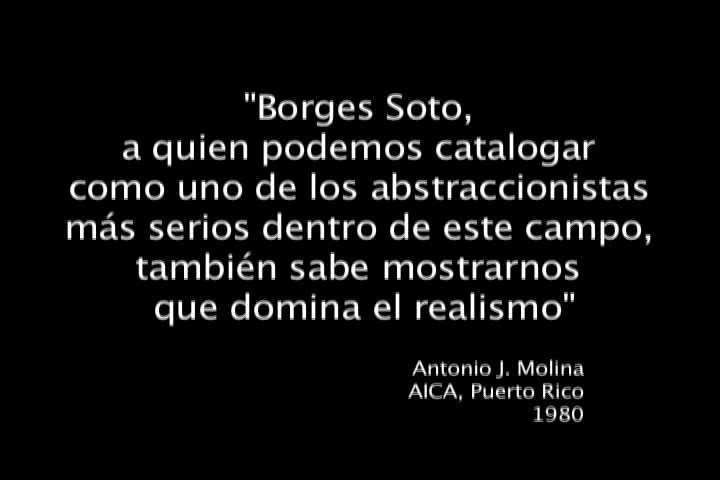 "Borges Soto,
a quien podemos catalogar
como uno de los abstraccionistas
más serios dentro de este campo,
también sabe mostrarnos
que domina el realismo"
Antonio J. Molina
AICA, Puerto Rico
1980